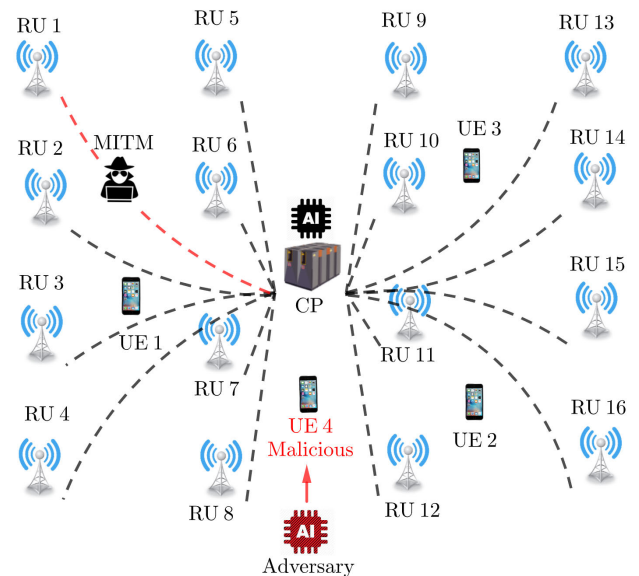 RU 1
RU 5
RU 9
RU 13
MITM
UE 3
RU 2
RU 6
RU 10
RU 14
AI
RU 3
CP
RU 15
UE 1
RU 11
RU 7
RU 4
UE 4
Malicious
UE 2
RU 16
RU 8
RU 12
AI
Adversary